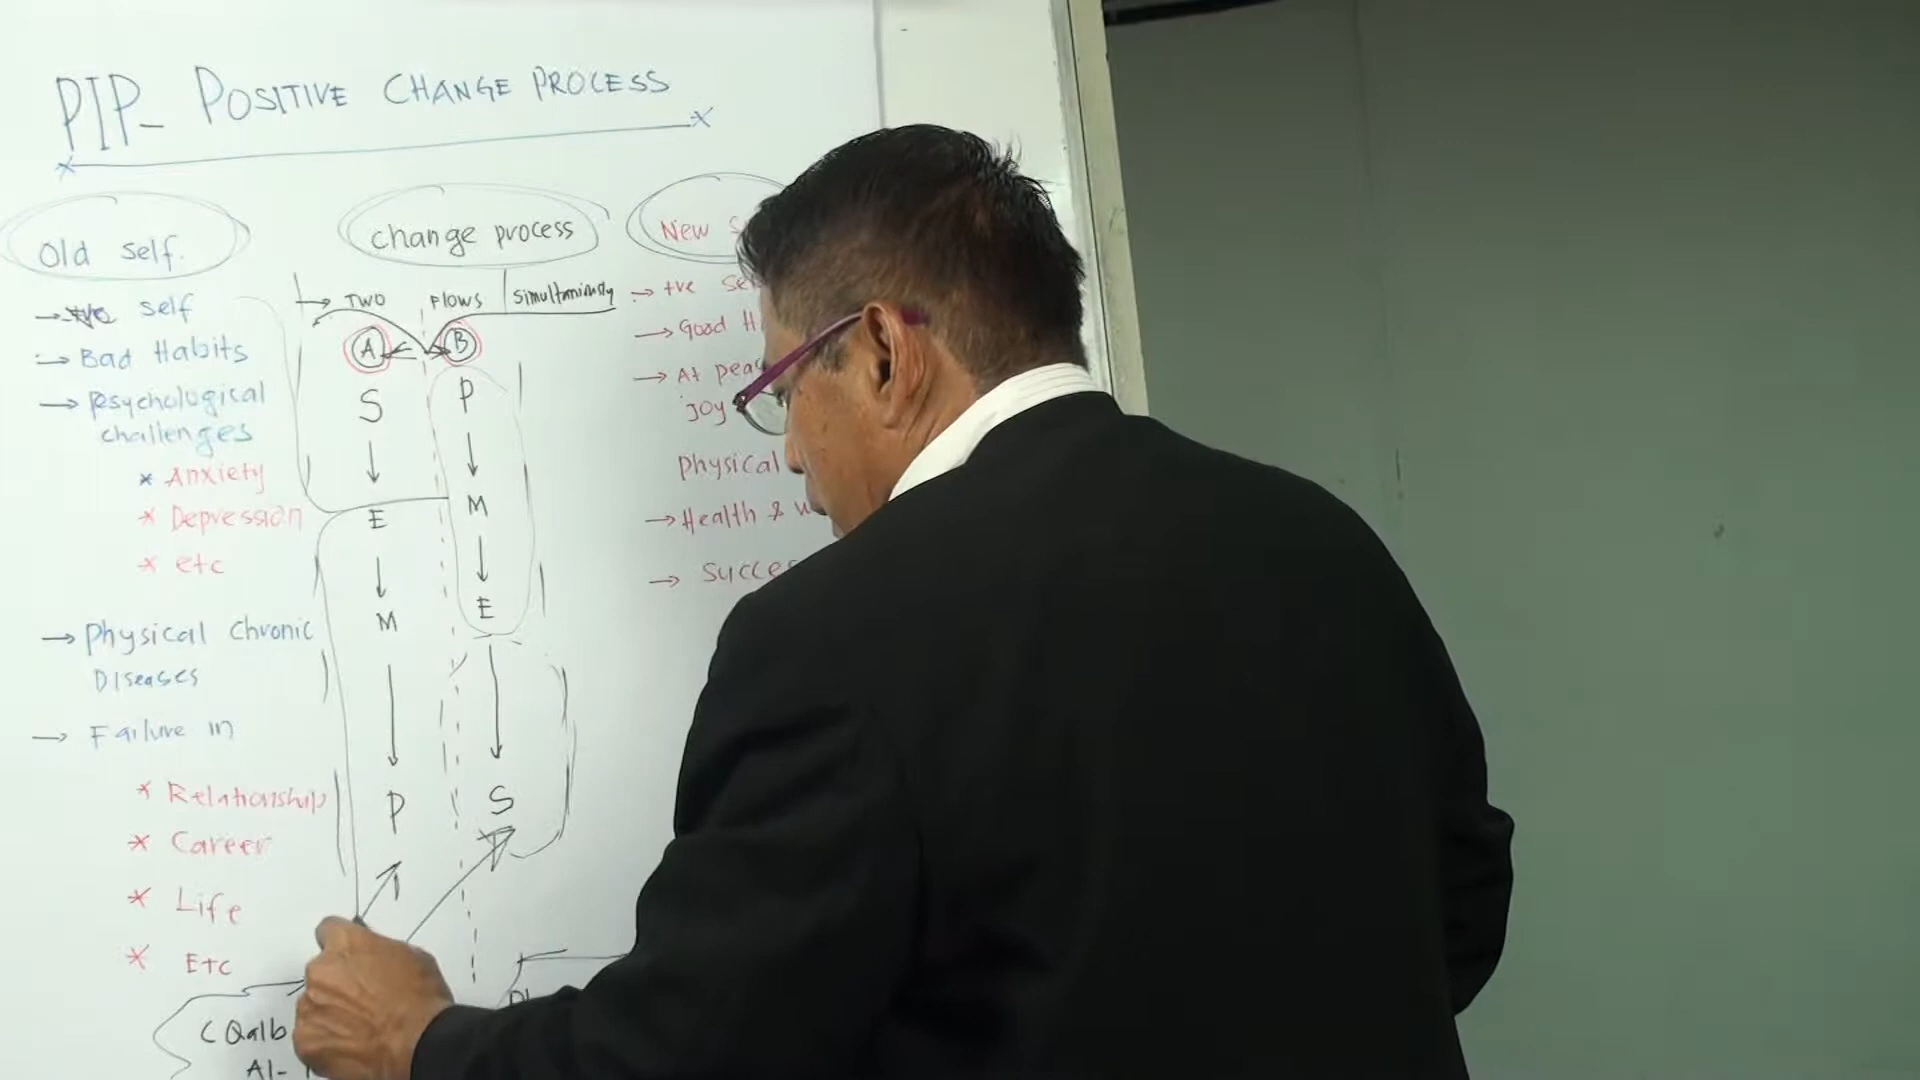 PIP- POSITIVE CHANGE PROCESS
Old self.
→ self
→ Bad Habits
→ Psychological
challenges
* Anxiety
* Depression
* etc
→ Physical Chronic
Diseases
→ Failure in
* Relationship
* Career
* Life
* Etc
(Qalb
Al-
change process
→ TWO FLOWS simultaniously
A B
S
E
M
P
P
M
E
S
New
→ +ve
→ Good
→ At
Joy
Physical
→ Health &
→